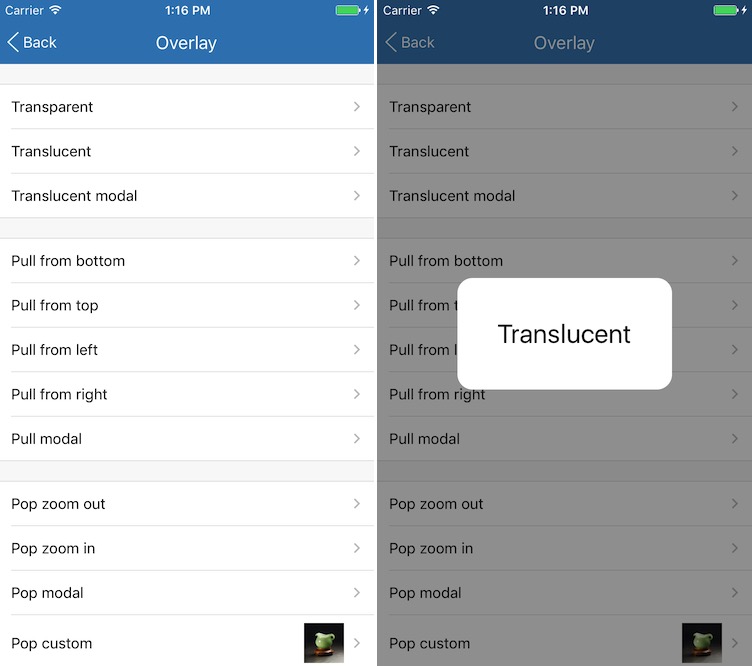 Carrier 1:16 PM
Back Overlay
Transparent
Translucent
Translucent modal
Pull from bottom
Pull from top
Pull from left
Pull from right
Pull modal
Pop zoom out
Pop zoom in
Pop modal
Pop custom
Carrier 1:16 PM
Back Overlay
Transparent
Translucent
Translucent modal
Pull from bottom
Pull from
Pull from
Translucent
Pull from right
Pull modal
Pop zoom out
Pop zoom in
Pop modal
Pop custom